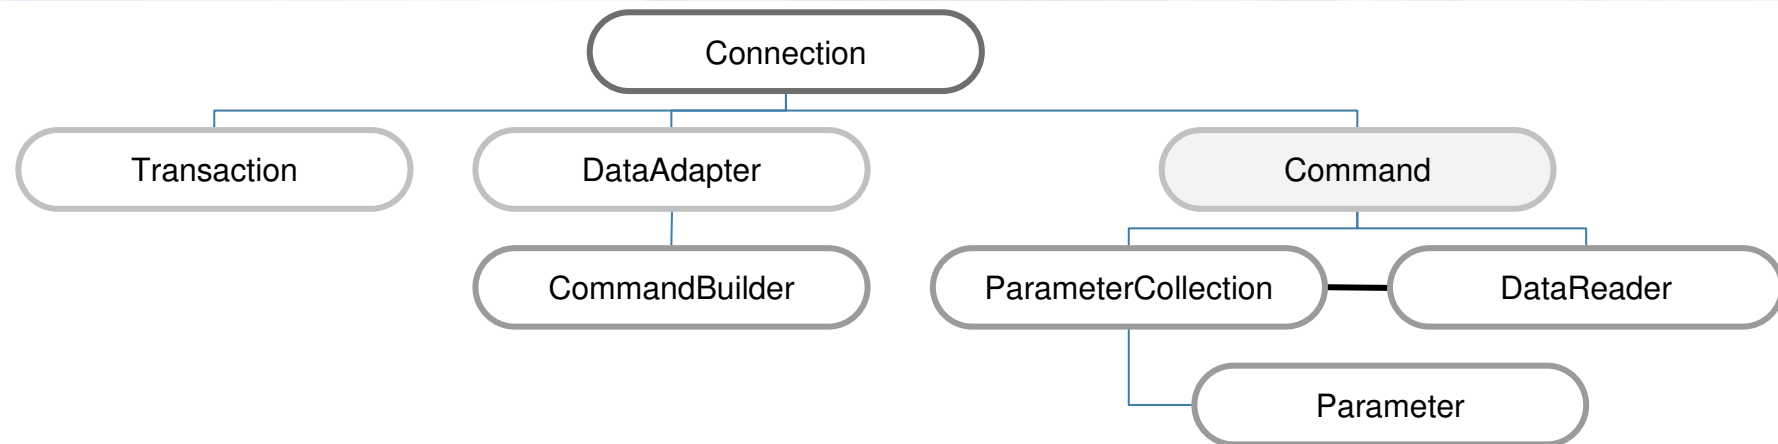 Connection
Transaction
DataAdapter
Command
CommandBuilder
ParameterCollection
DataReader
Parameter